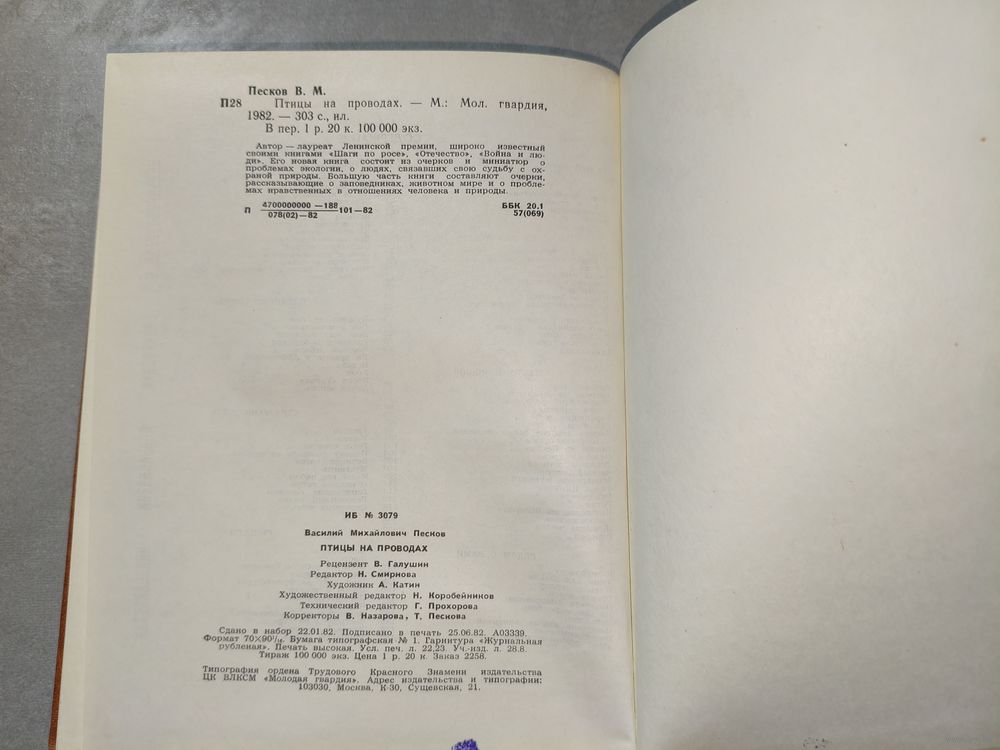 Песков В. М.
П28 Птицы на проводах. — М.: Мол. гвардия,
1982. — 303 с., ил.
В пер. 1 р. 20 к. 100 000 экз.
Автор — лауреат Ленинской премии, широко известный
своими книгами «Шаги по росе», «Отечество», «Война и лю-
ди». Его новая книга состоит из очерков и миниатюр о
проблемах экологии, о людях, связавших свою судьбу с ох-
раной природы. Большую часть книги составляют очерки,
рассказывающие о заповедниках, животном мире и о пробле-
мах нравственных в отношениях человека и природы.
П 4700000000—188
078(02)—82 101—82
ББК 20.1
57(069)
ИБ № 3079
Василий Михайлович Песков
ПТИЦЫ НА ПРОВОДАХ
Рецензент В. Галушин
Редактор Н. Смирнова
Художник А. Катин
Художественный редактор Н. Коробейников
Технический редактор Г. Прохорова
Корректоры В. Назарова, Т. Пескова
Сдано в набор 22.01.82. Подписано в печать 25.06.82. А03339.
Формат 70×90¹/₁₆. Бумага типографская № 1. Гарнитура «Журнальная
рубленая». Печать высокая. Усл. печ. л. 22,23. Уч.-изд. л. 28,8.
Тираж 100 000 экз. Цена 1 р. 20 к. Заказ 2258.
Типография ордена Трудового Красного Знамени издательства
ЦК ВЛКСМ «Молодая гвардия». Адрес издательства и типографии:
103030, Москва, К-30, Сущевская, 21.